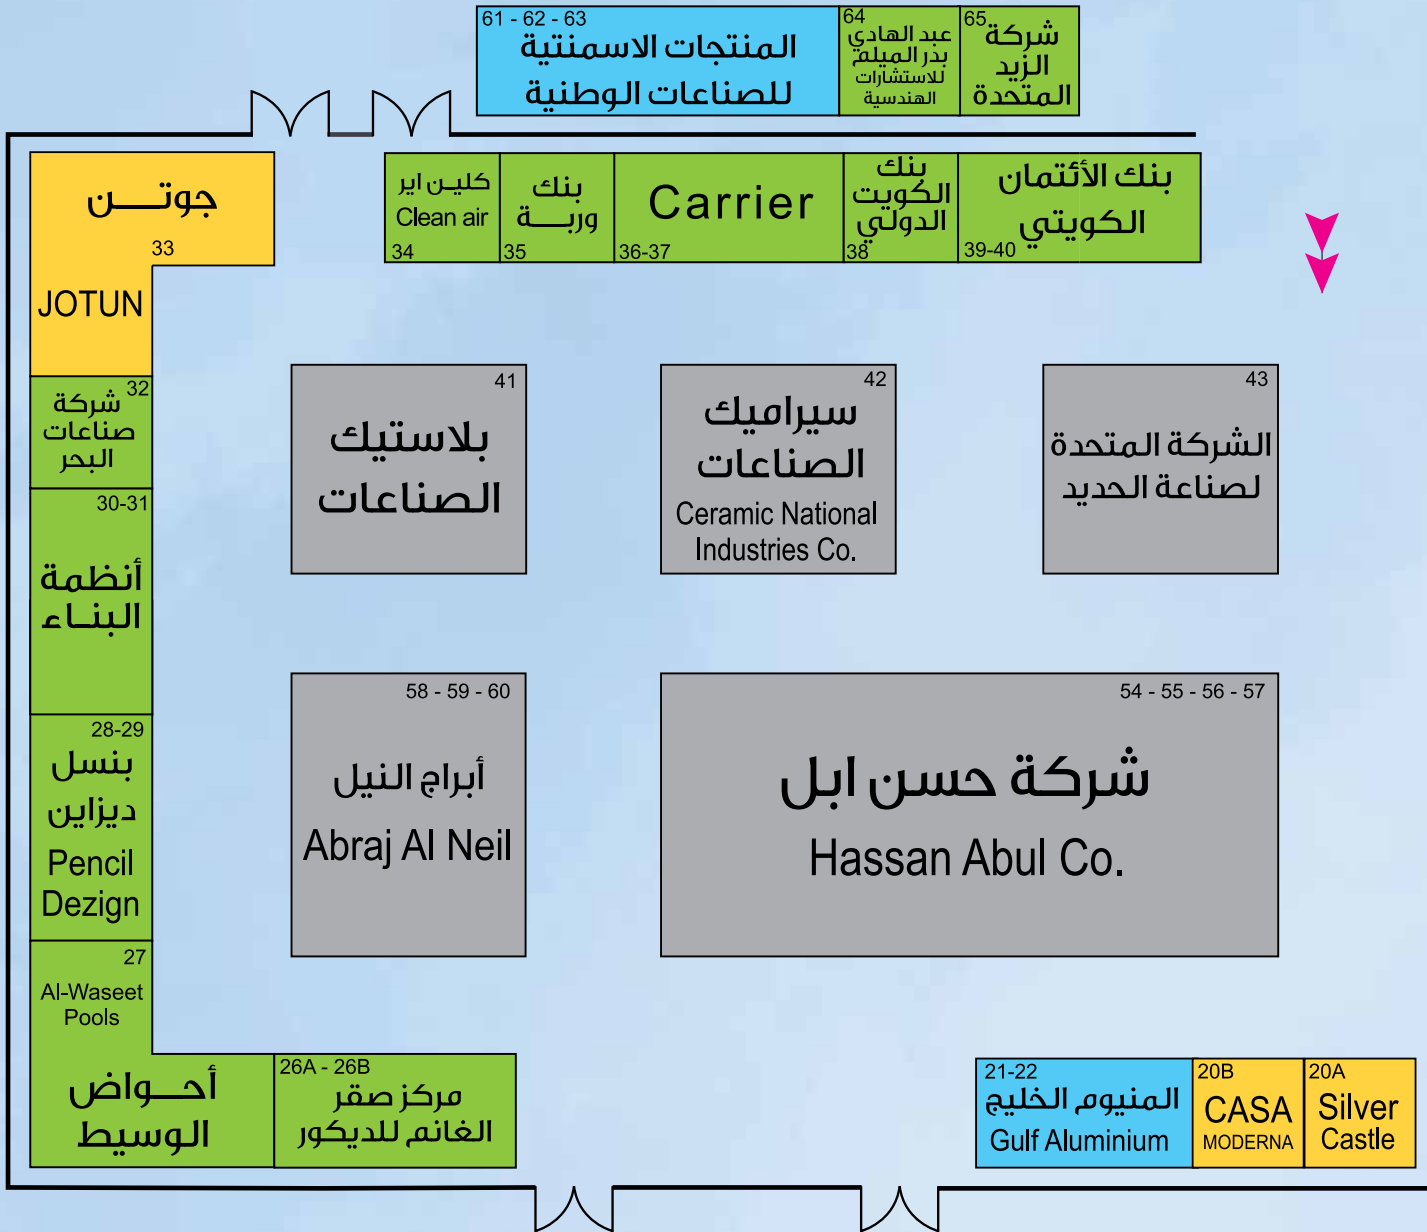 61 - 62 - 63
المنتجات الاسمنتية
للصناعات الوطنية
64
عبد الهادي
بدر الميلم
للاستشارات
الهندسية
65
شركة
الزيد
المتحدة
جوتــــن
33
JOTUN
كليـن اير
Clean air
34
بنك
وربـــة
35
Carrier
36-37
بنك
الكويت
الدولي
38
بنك الأئتمان
الكويتي
39-40
32
شركة
صناعات
البحر
30-31
أنظمة
البنــاء
28-29
بنسل
ديزاين
Pencil
Dezign
27
Al-Waseet
Pools
أحـــواض
الوسيط
41
بلاستيك
الصناعات
42
سيراميك
الصناعات
Ceramic National
Industries Co.
43
الشركة المتحدة
لصناعة الحديد
58 - 59 - 60
أبراج النيل
Abraj Al Neil
54 - 55 - 56 - 57
شركة حسن ابل
Hassan Abul Co.
26A - 26B
مركز صقر
الغانم للديكور
21-22
المنيوم الخليج
Gulf Aluminium
20B
CASA
MODERNA
20A
Silver
Castle